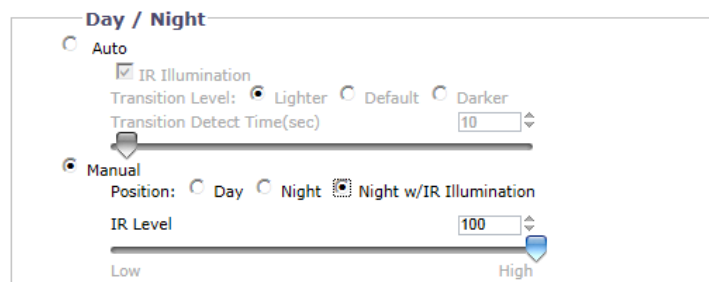 Day / Night
Auto
IR Illumination
Transition Level: Lighter Default Darker
Transition Detect Time(sec) 10
Manual
Position: Day Night Night w/IR Illumination
IR Level 100
Low High